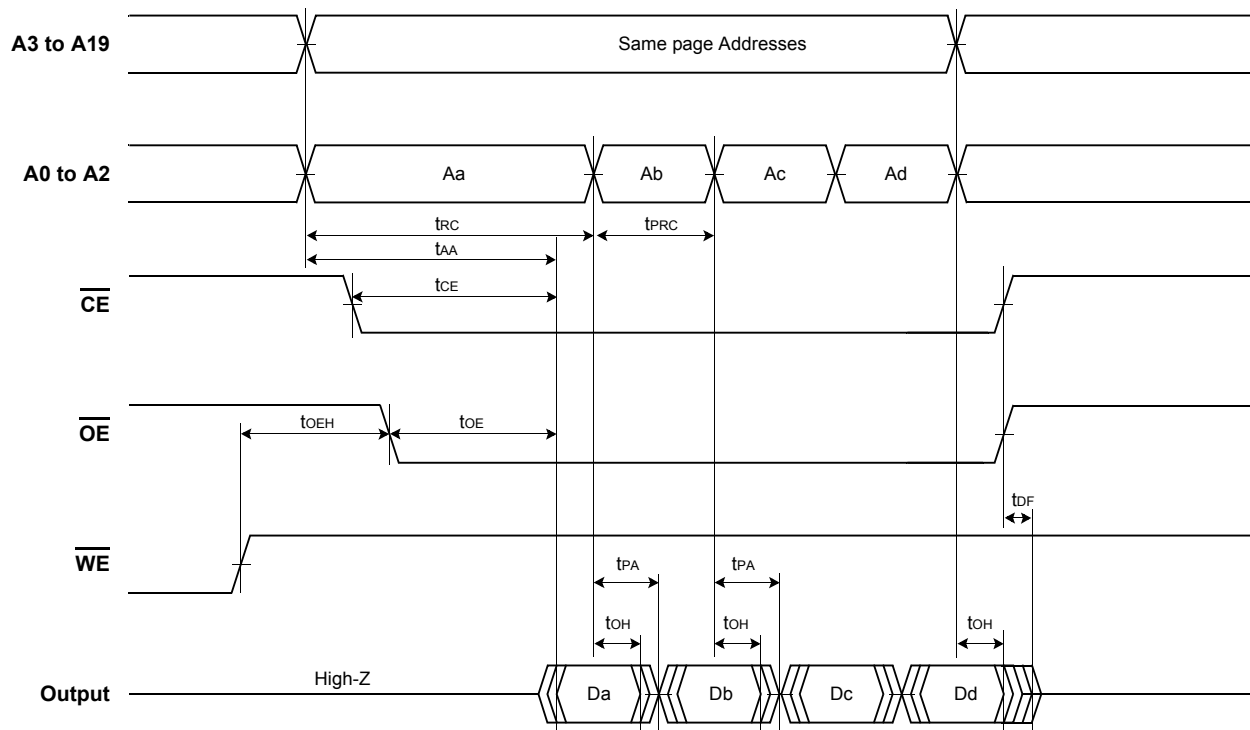 A3 to A19
Same page Addresses
A0 to A2
Aa
Ab
Ac
Ad
tRC
tPRC
tAA
CE
tCE
OE
tOEH
tOE
tDF
WE
tPA
tPA
tOH
tOH
tOH
Output
High-Z
Da
Db
Dc
Dd